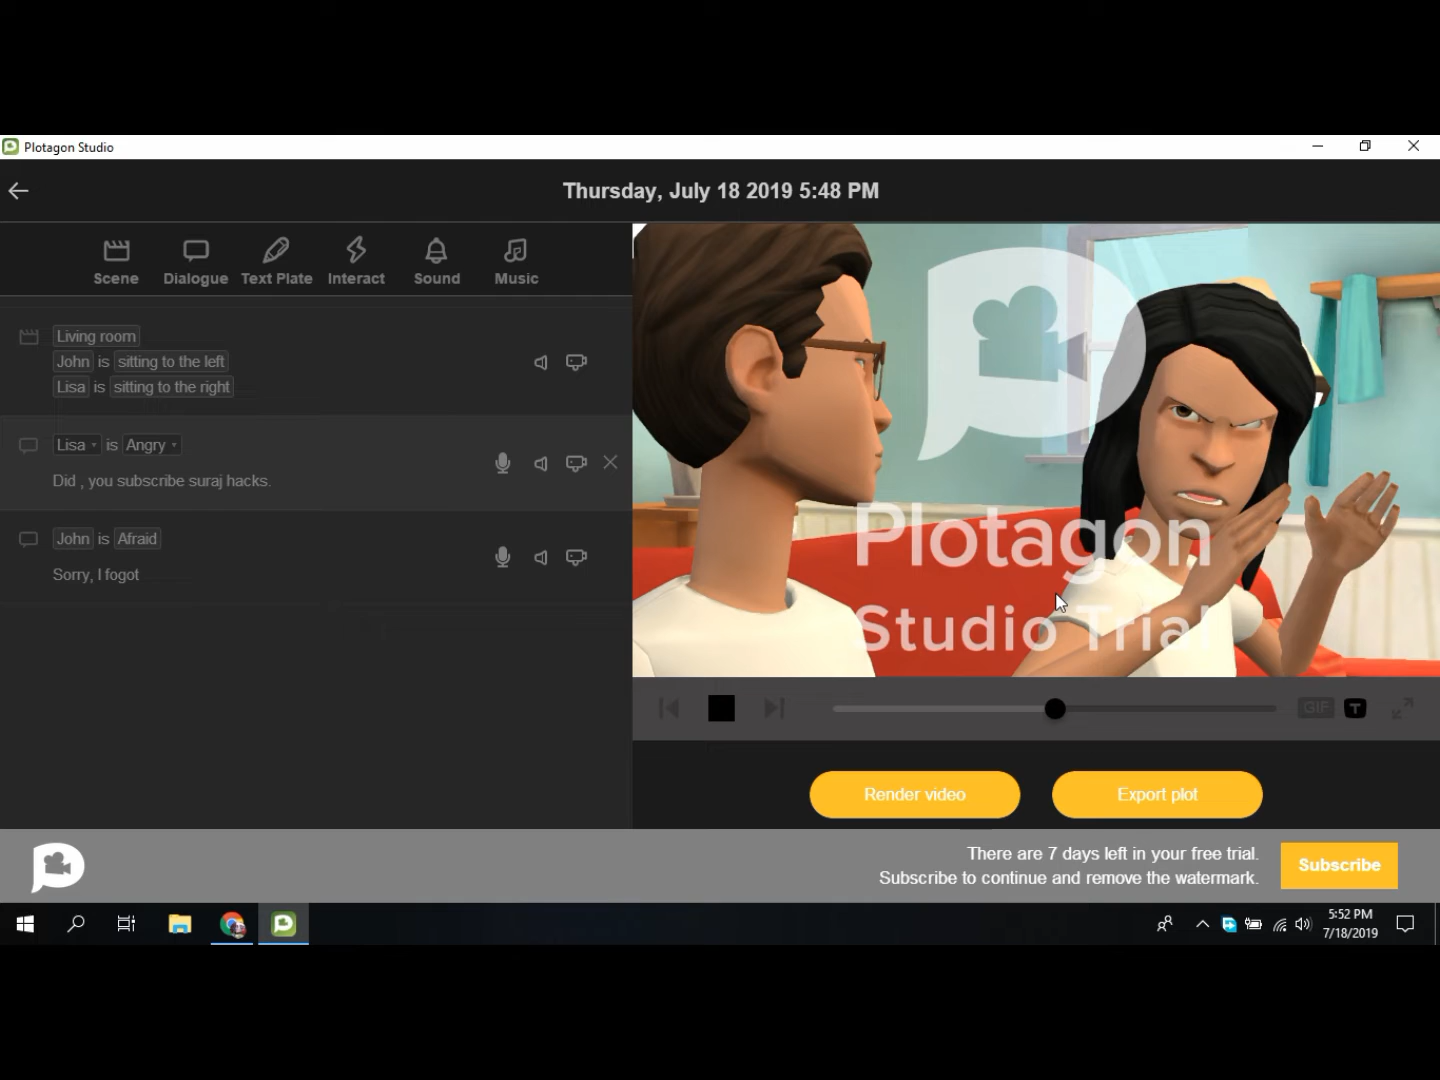 Plotagon Studio
Thursday, July 18 2019 5:48 PM
Scene Dialogue Text Plate Interact Sound Music
Living room
John is sitting to the left
Lisa is sitting to the right
Lisa is Angry
Did , you subscribe suraj hacks.
John is Afraid
Sorry, I fogot
Plotagon
Studio Trial
GIF T
Render video Export plot
There are 7 days left in your free trial.
Subscribe to continue and remove the watermark.
Subscribe
5:52 PM
7/18/2019